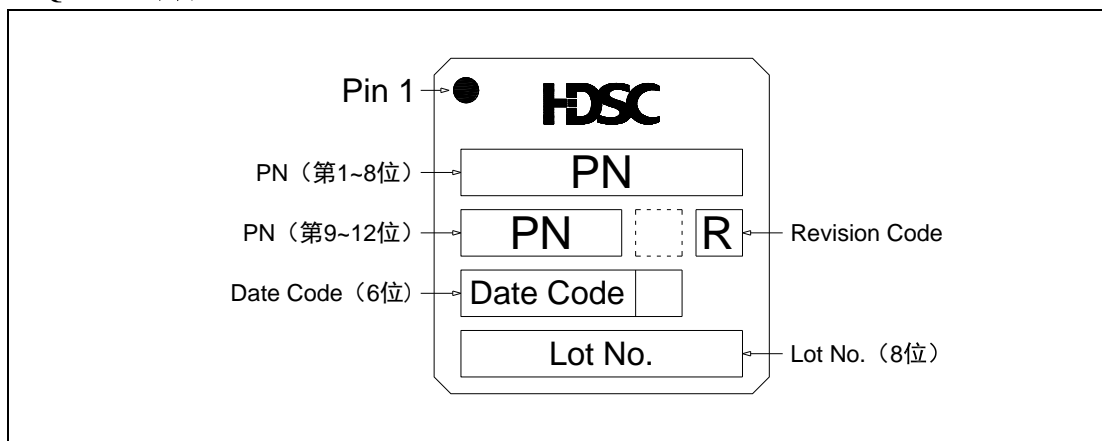 Pin 1
HDSC
PN（第1~8位）
PN
PN（第9~12位）
PN
R
Revision Code
Date Code（6位）
Date Code
Lot No.
Lot No.（8位）